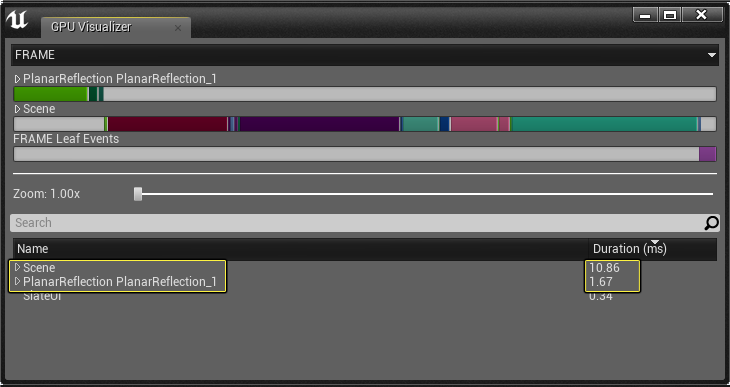 GPU Visualizer
FRAME
PlanarReflection PlanarReflection_1
Scene
FRAME Leaf Events
Zoom: 1.00x
Search
Name Duration (ms)
Scene 10.86
PlanarReflection PlanarReflection_1 1.67
SlateUI 0.34